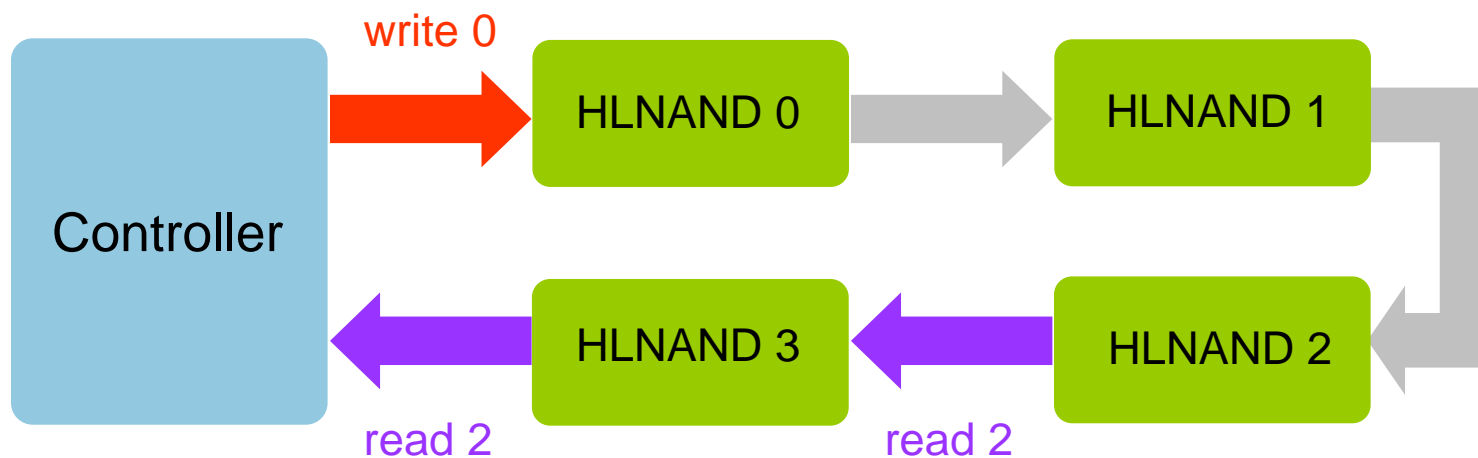 write 0
HLNAND 0
HLNAND 1
Controller
HLNAND 3
HLNAND 2
read 2
read 2